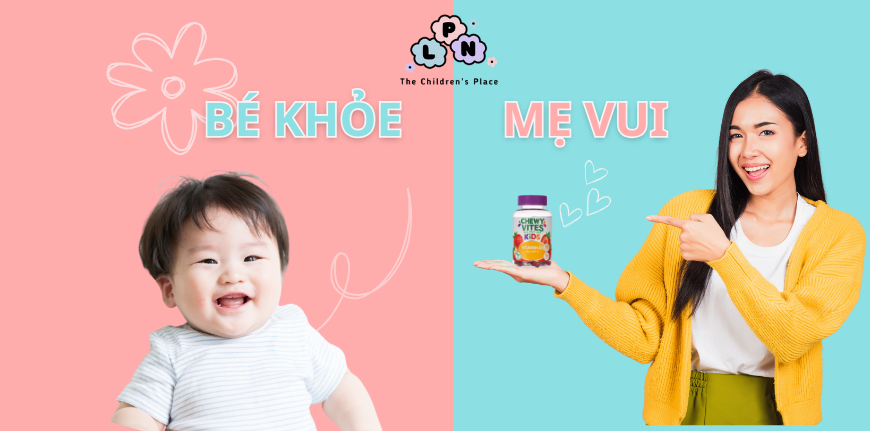 LPN
The Children's Place
BÉ KHỎE
MẸ VUI
CHEWY
VITES
KiDS